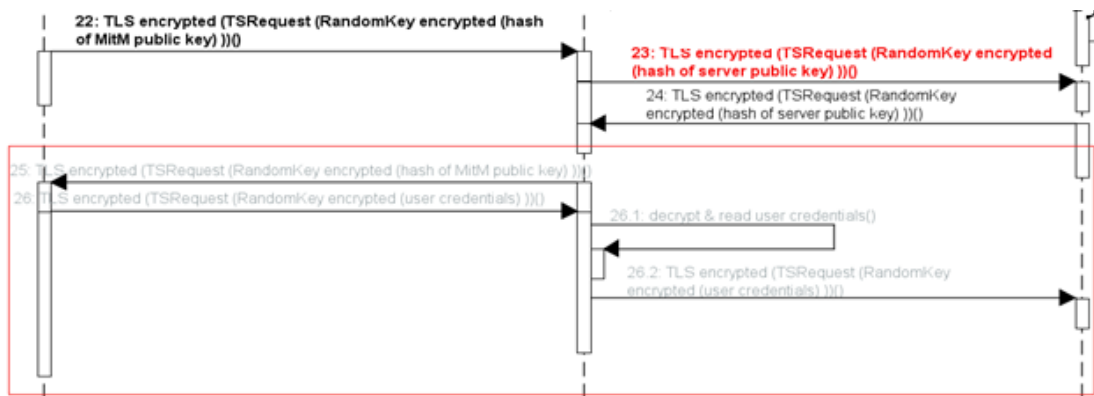 22: TLS encrypted (TSRequest (RandomKey encrypted (hash
of MitM public key) ))()
23: TLS encrypted (TSRequest (RandomKey encrypted
(hash of server public key) ))()
24: TLS encrypted (TSRequest (RandomKey
encrypted (hash of server public key) ))()
25: TLS encrypted (TSRequest (RandomKey encrypted (hash of MitM public key) ))()
26: TLS encrypted (TSRequest (RandomKey encrypted (user credentials) ))()
26.1: decrypt & read user credentials()
26.2: TLS encrypted (TSRequest (RandomKey
encrypted (user credentials) ))()